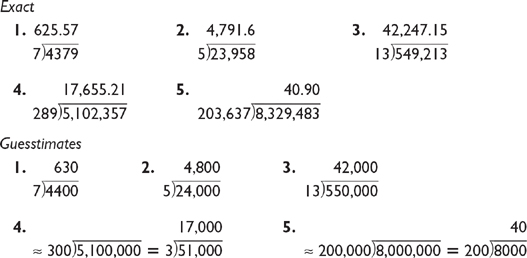 Exact
1. 625.57 2. 4,791.6 3. 42,247.15
7)4379 5)23,958 13)549,213
4. 17,655.21 5. 40.90
289)5,102,357 203,637)8,329,483
Guesstimates
1. 630 2. 4,800 3. 42,000
7)4400 5)24,000 13)550,000
4. 17,000 5. 40
≈ 300)5,100,000 = 3)51,000 ≈ 200,000)8,000,000 = 200)8000